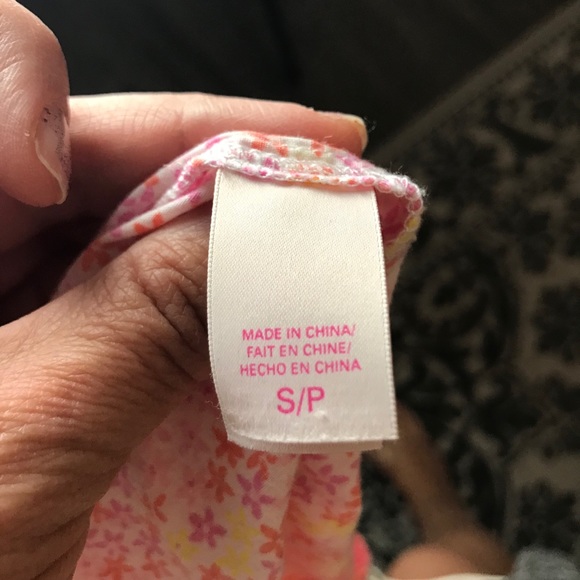 MADE IN CHINA/
FAIT EN CHINE/
HECHO EN CHINA
S/P